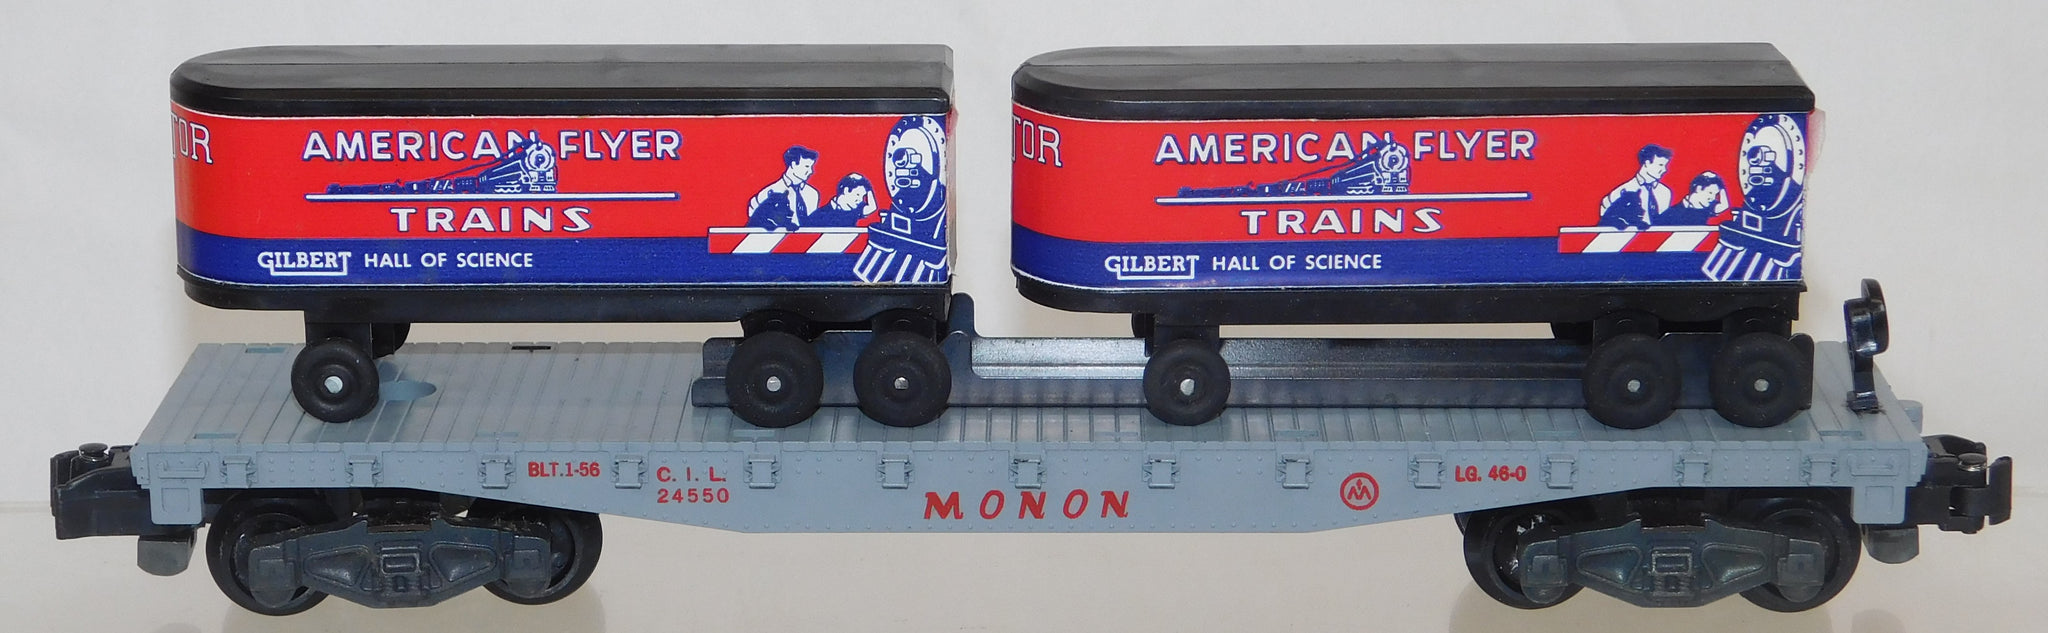 TOR
AMERICAN FLYER
TRAINS
GILBERT HALL OF SCIENCE
TOR
AMERICAN FLYER
TRAINS
GILBERT HALL OF SCIENCE
BLT.1-56
C. I. L.
24550
MONON
M
LG. 46-0